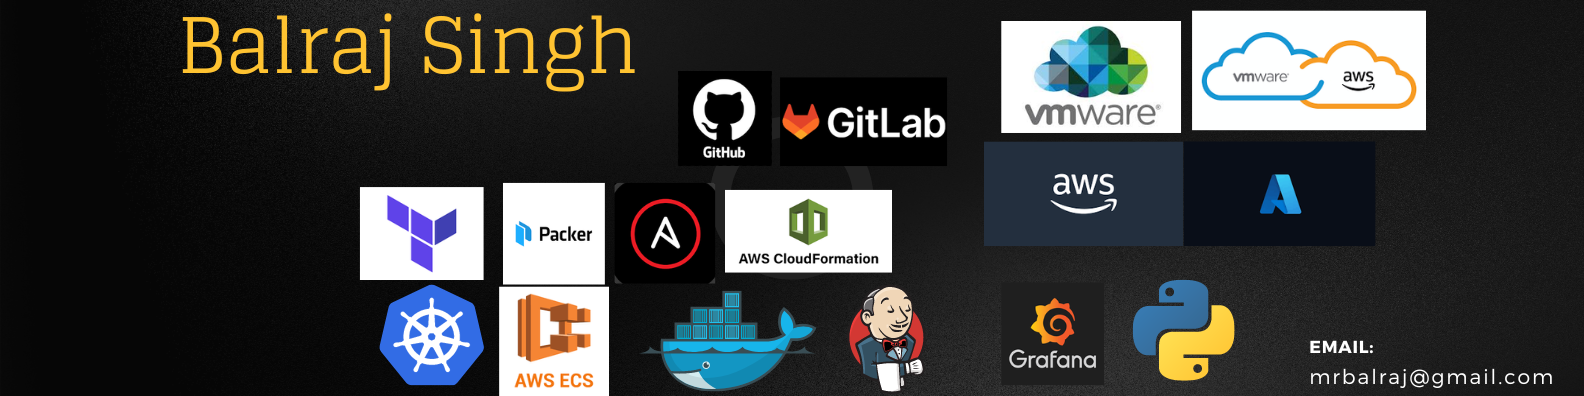 Balraj Singh
GitHub
GitLab
vmware®
vmware®
aws
aws
Packer
AWS CloudFormation
AWS ECS
Grafana
EMAIL:
mrbalraj@gmail.com